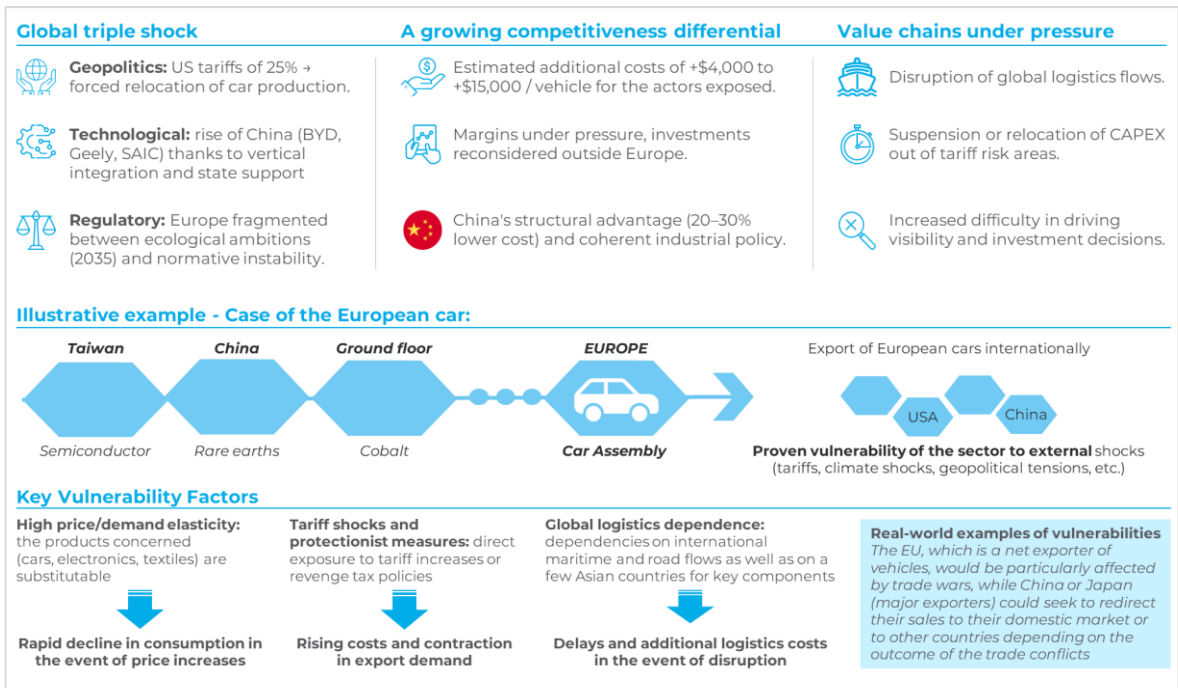 Global triple shock
Geopolitics: US tariffs of 25% →
forced relocation of car production.
Technological: rise of China (BYD,
Geely, SAIC) thanks to vertical
integration and state support
Regulatory: Europe fragmented
between ecological ambitions
(2035) and normative instability.
A growing competitiveness differential
Estimated additional costs of +$4,000 to
+$15,000 / vehicle for the actors exposed.
Margins under pressure, investments
reconsidered outside Europe.
China's structural advantage (20–30%
lower cost) and coherent industrial policy.
Value chains under pressure
Disruption of global logistics flows.
Suspension or relocation of CAPEX
out of tariff risk areas.
Increased difficulty in driving
visibility and investment decisions.
Illustrative example - Case of the European car:
Taiwan
Semiconductor
China
Rare earths
Ground floor
Cobalt
EUROPE
Car Assembly
Export of European cars internationally
USA
China
Proven vulnerability of the sector to external shocks
(tariffs, climate shocks, geopolitical tensions, etc.)
Key Vulnerability Factors
High price/demand elasticity:
the products concerned
(cars, electronics, textiles) are
substitutable
Rapid decline in consumption in
the event of price increases
Tariff shocks and
protectionist measures: direct
exposure to tariff increases or
revenge tax policies
Rising costs and contraction
in export demand
Global logistics dependence:
dependencies on international
maritime and road flows as well as on a
few Asian countries for key components
Delays and additional logistics costs
in the event of disruption
Real-world examples of vulnerabilities
The EU, which is a net exporter of
vehicles, would be particularly affected
by trade wars, while China or Japan
(major exporters) could seek to redirect
their sales to their domestic market or
to other countries depending on the
outcome of the trade conflicts